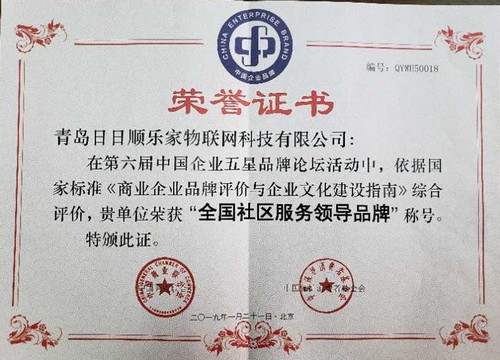 CHINA ENTERPRISE BRAND
中国企业品牌
编号：QYWH50018
荣誉证书
青岛日日顺乐家物联网科技有限公司：
在第六届中国企业五星品牌论坛活动中，依据国
家标准《商业企业品牌评价与企业文化建设指南》综合
评价，贵单位荣获“全国社区服务领导品牌”称号。
特颁此证。
二〇一九年一月二十一日·北京